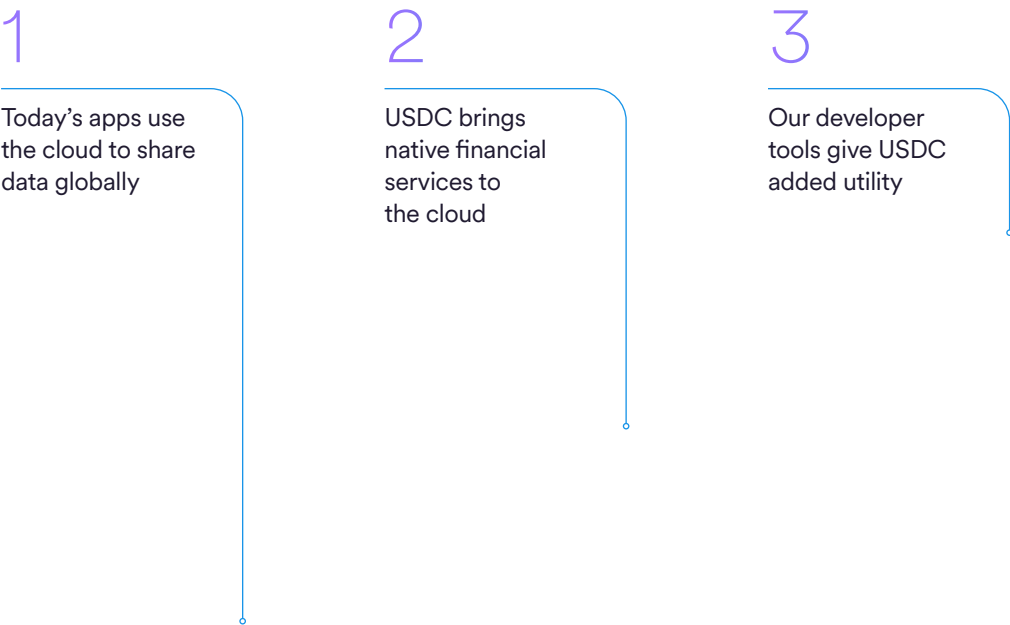 1
Today’s apps use
the cloud to share
data globally
2
USDC brings
native financial
services to
the cloud
3
Our developer
tools give USDC
added utility